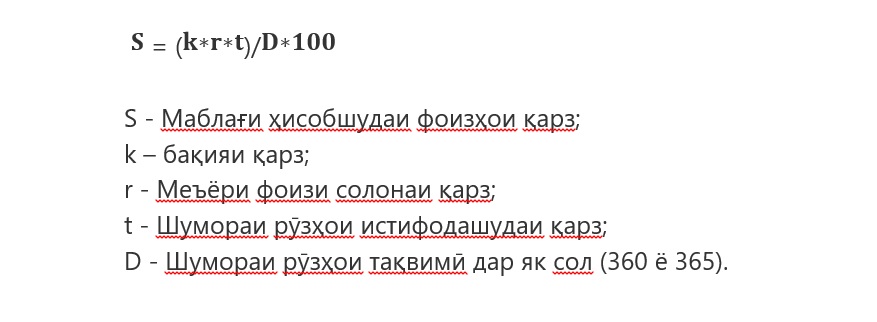 S = (k*r*t)/D*100
S - Маблағи ҳисобшудаи фоизҳои қарз;
k – бақияи қарз;
r - Меъёри фоизи солонаи қарз;
t - Шумораи рӯзҳои истифодашудаи қарз;
D - Шумораи рӯзҳои тақвимӣ дар як сол (360 ё 365).